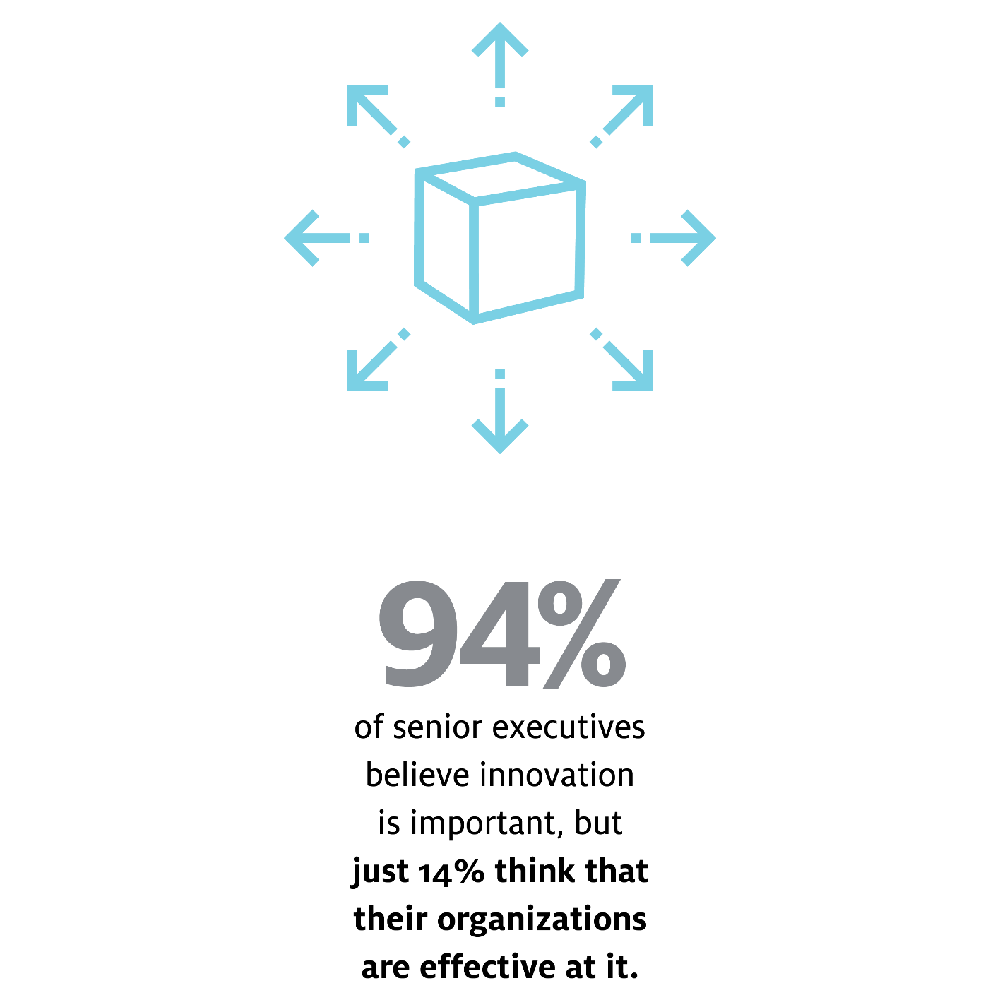 94%
of senior executives
believe innovation
is important, but
just 14% think that
their organizations
are effective at it.